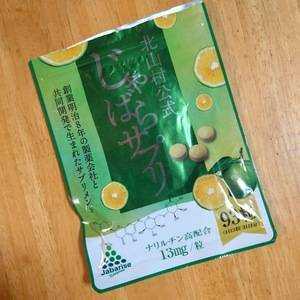 北山村公式
じゃばらサプリ
創業明治8年の製薬会社と
共同開発で生まれたサプリメント。
ナリルチン高配合
13mg/粒
Jabarise